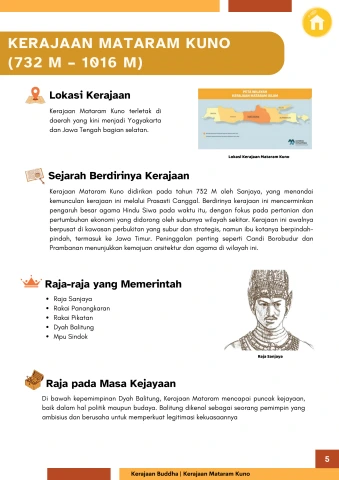 KERAJAAN MATARAM KUNO
(732 M – 1016 M)
Lokasi Kerajaan
Kerajaan Mataram Kuno terletak di
daerah yang kini menjadi Yogyakarta
dan Jawa Tengah bagian selatan.
PETA WILAYAH
KERAJAAN MATARAM ISLAM
Lokasi Kerajaan Mataram Kuno
Sejarah Berdirinya Kerajaan
Kerajaan Mataram Kuno didirikan pada tahun 732 M oleh Sanjaya, yang menandai
kemunculan kerajaan ini melalui Prasasti Canggal. Berdirinya kerajaan ini mencerminkan
pengaruh besar agama Hindu Siwa pada waktu itu, dengan fokus pada pertanian dan
pertumbuhan ekonomi yang didorong oleh suburnya wilayah sekitar. Kerajaan ini awalnya
berpusat di kawasan perbukitan yang subur dan strategis, namun ibu kotanya berpindah-
pindah, termasuk ke Jawa Timur. Peninggalan penting seperti Candi Borobudur dan
Prambanan menunjukkan kemajuan arsitektur dan agama di wilayah ini.
Raja-raja yang Memerintah
• Raja Sanjaya
• Rakai Panangkaran
• Rakai Pikatan
• Dyah Balitung
• Mpu Sindok
Raja Sanjaya
Raja pada Masa Kejayaan
Di bawah kepemimpinan Dyah Balitung, Kerajaan Mataram mencapai puncak kejayaan,
baik dalam hal politik maupun budaya. Balitung dikenal sebagai seorang pemimpin yang
ambisius dan berusaha untuk memperkuat legitimasi kekuasaannya
5
Kerajaan Buddha | Kerajaan Mataram Kuno